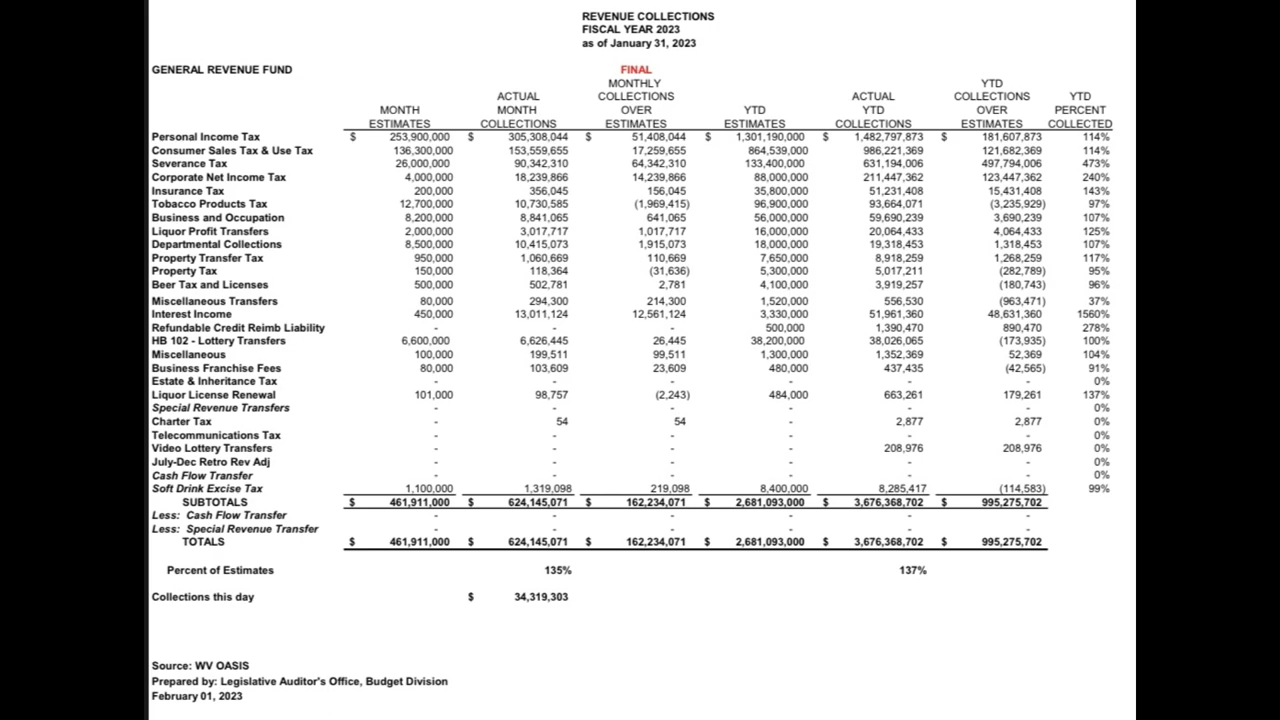 REVENUE COLLECTIONS
FISCAL YEAR 2023
as of January 31, 2023
GENERAL REVENUE FUND FINAL
MONTHLY YTD
ACTUAL COLLECTIONS ACTUAL COLLECTIONS YTD
MONTH MONTH OVER YTD YTD OVER PERCENT
ESTIMATES COLLECTIONS ESTIMATES ESTIMATES COLLECTIONS ESTIMATES COLLECTED
Personal Income Tax $ 253,900,000 $ 305,308,044 $ 51,408,044 $ 1,301,190,000 $ 1,482,797,873 $ 181,607,873 114%
Consumer Sales Tax & Use Tax 136,300,000 153,559,655 17,259,655 864,539,000 986,221,369 121,682,369 114%
Severance Tax 26,000,000 90,342,310 64,342,310 133,400,000 631,194,006 497,794,006 473%
Corporate Net Income Tax 4,000,000 18,239,866 14,239,866 88,000,000 211,447,362 123,447,362 240%
Insurance Tax 200,000 356,045 156,045 35,800,000 51,231,408 15,431,408 143%
Tobacco Products Tax 12,700,000 10,730,585 (1,969,415) 96,900,000 93,664,071 (3,235,929) 97%
Business and Occupation 8,200,000 8,841,065 641,065 56,000,000 59,690,239 3,690,239 107%
Liquor Profit Transfers 2,000,000 3,017,717 1,017,717 16,000,000 20,064,433 4,064,433 125%
Departmental Collections 8,500,000 10,415,073 1,915,073 18,000,000 19,318,453 1,318,453 107%
Property Transfer Tax 950,000 1,060,669 110,669 7,650,000 8,918,259 1,268,259 117%
Property Tax 150,000 118,364 (31,636) 5,300,000 5,017,211 (282,789) 95%
Beer Tax and Licenses 500,000 502,781 2,781 4,100,000 3,919,257 (180,743) 96%
Miscellaneous Transfers 80,000 294,300 214,300 1,520,000 556,530 (963,471) 37%
Interest Income 450,000 13,011,124 12,561,124 3,330,000 51,961,360 48,631,360 1560%
Refundable Credit Reimb Liability - - - 500,000 1,390,470 890,470 278%
HB 102 - Lottery Transfers 6,600,000 6,626,445 26,445 38,200,000 38,026,065 (173,935) 100%
Miscellaneous 100,000 199,511 99,511 1,300,000 1,352,369 52,369 104%
Business Franchise Fees 80,000 103,609 23,609 480,000 437,435 (42,565) 91%
Estate & Inheritance Tax - - - - - - 0%
Liquor License Renewal 101,000 98,757 (2,243) 484,000 663,261 179,261 137%
Special Revenue Transfers - - - - - - 0%
Charter Tax - 54 54 - 2,877 2,877 0%
Telecommunications Tax - - - - - - 0%
Video Lottery Transfers - - - - 208,976 208,976 0%
July-Dec Retro Rev Adj - - - - - - 0%
Cash Flow Transfer - - - - - - 0%
Soft Drink Excise Tax 1,100,000 1,319,098 219,098 8,400,000 8,285,417 (114,583) 99%
SUBTOTALS $ 461,911,000 $ 624,145,071 $ 162,234,071 $ 2,681,093,000 $ 3,676,368,702 $ 995,275,702
Less: Cash Flow Transfer - - - - - -
Less: Special Revenue Transfer - - - - - -
TOTALS $ 461,911,000 $ 624,145,071 $ 162,234,071 $ 2,681,093,000 $ 3,676,368,702 $ 995,275,702
Percent of Estimates 135% 137%
Collections this day $ 34,319,303
Source: WV OASIS
Prepared by: Legislative Auditor's Office, Budget Division
February 01, 2023